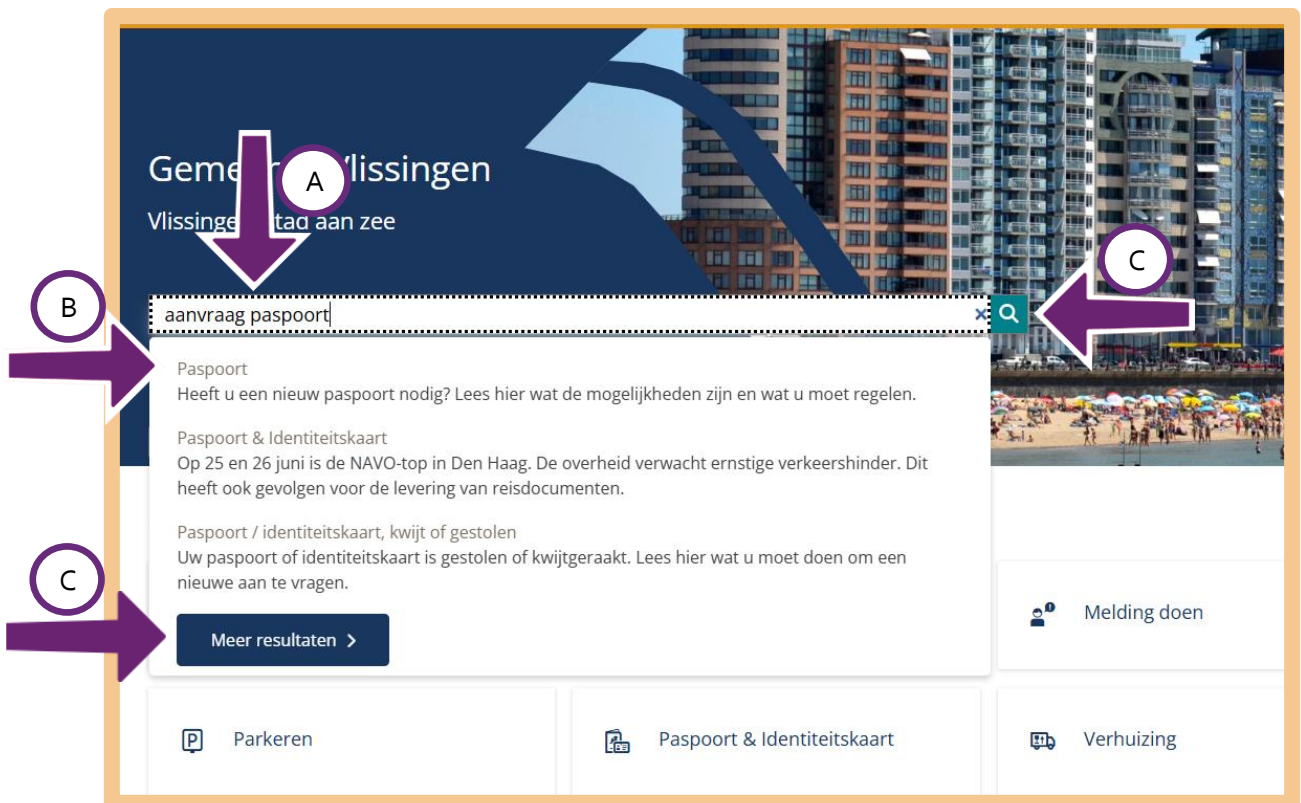 A
Geme lissingen
Vlissinge tad aan zee
B
C
aanvraag paspoort
Paspoort
Heeft u een nieuw paspoort nodig? Lees hier wat de mogelijkheden zijn en wat u moet regelen.
Paspoort & Identiteitskaart
Op 25 en 26 juni is de NAVO-top in Den Haag. De overheid verwacht ernstige verkeershinder. Dit
heeft ook gevolgen voor de levering van reisdocumenten.
Paspoort / identiteitskaart, kwijt of gestolen
Uw paspoort of identiteitskaart is gestolen of kwijtgeraakt. Lees hier wat u moet doen om een
nieuwe aan te vragen.
C
Meer resultaten
Melding doen
Parkeren
Paspoort & Identiteitskaart
Verhuizing